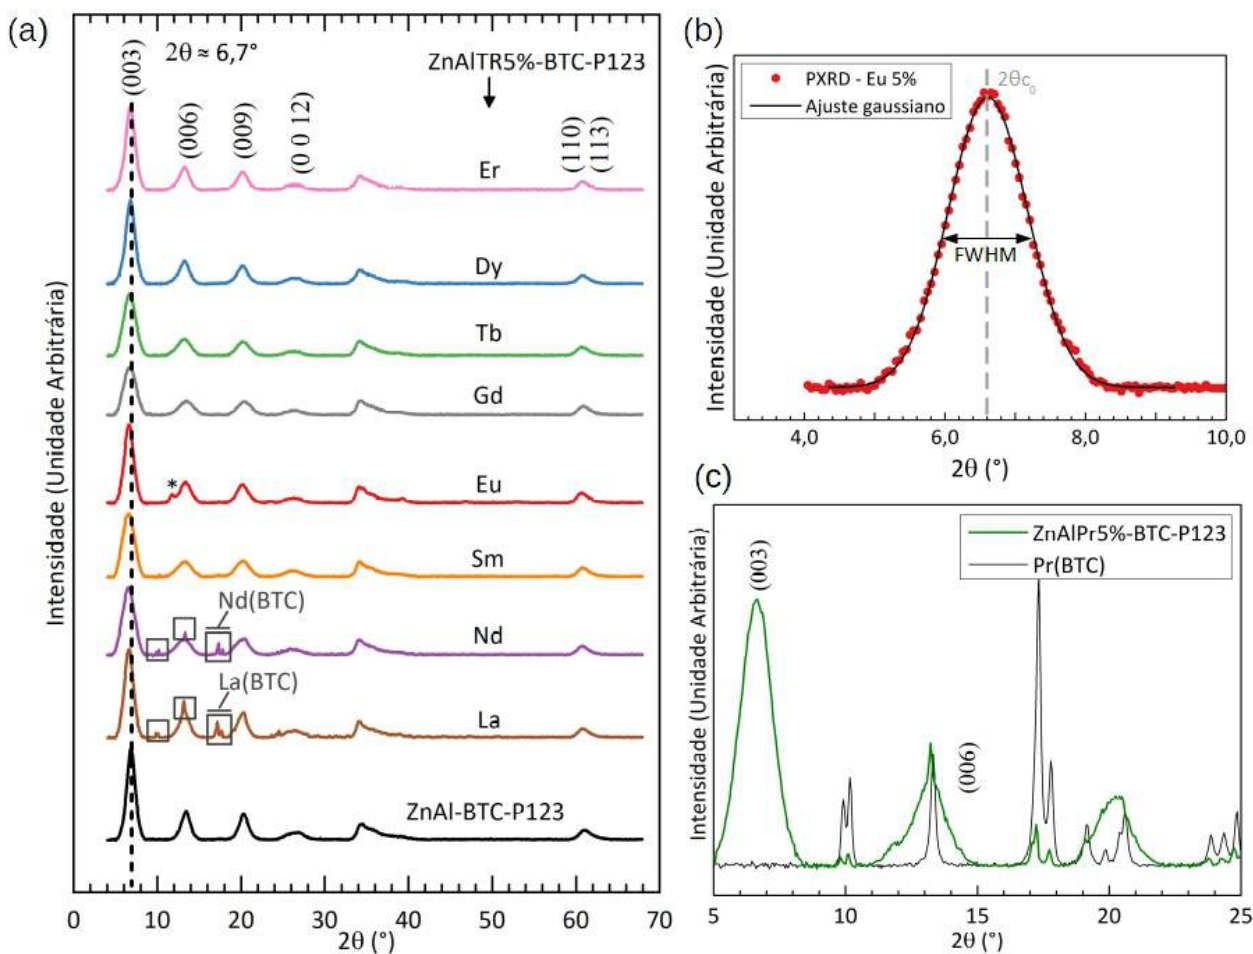 (a)
(003)
2θ ≈ 6,7°
ZnAlTR5%-BTC-P123
(006)
(009)
(0 0 12)
(110)
(113)
Er
Dy
Tb
Gd
*
Eu
Sm
Nd(BTC)
Nd
La(BTC)
La
ZnAl-BTC-P123
Intensidade (Unidade Arbitrária)
0 10 20 30 40 50 60 70
2θ (°)
(b)
PXRD - Eu 5%
Ajuste gaussiano
2θc₀
FWHM
Intensidade (Unidade Arbitrária)
4,0 6,0 8,0 10,0
2θ (°)
(c)
ZnAlPr5%-BTC-P123
Pr(BTC)
(003)
(006)
Intensidade (Unidade Arbitrária)
5 10 15 20 25
2θ (°)